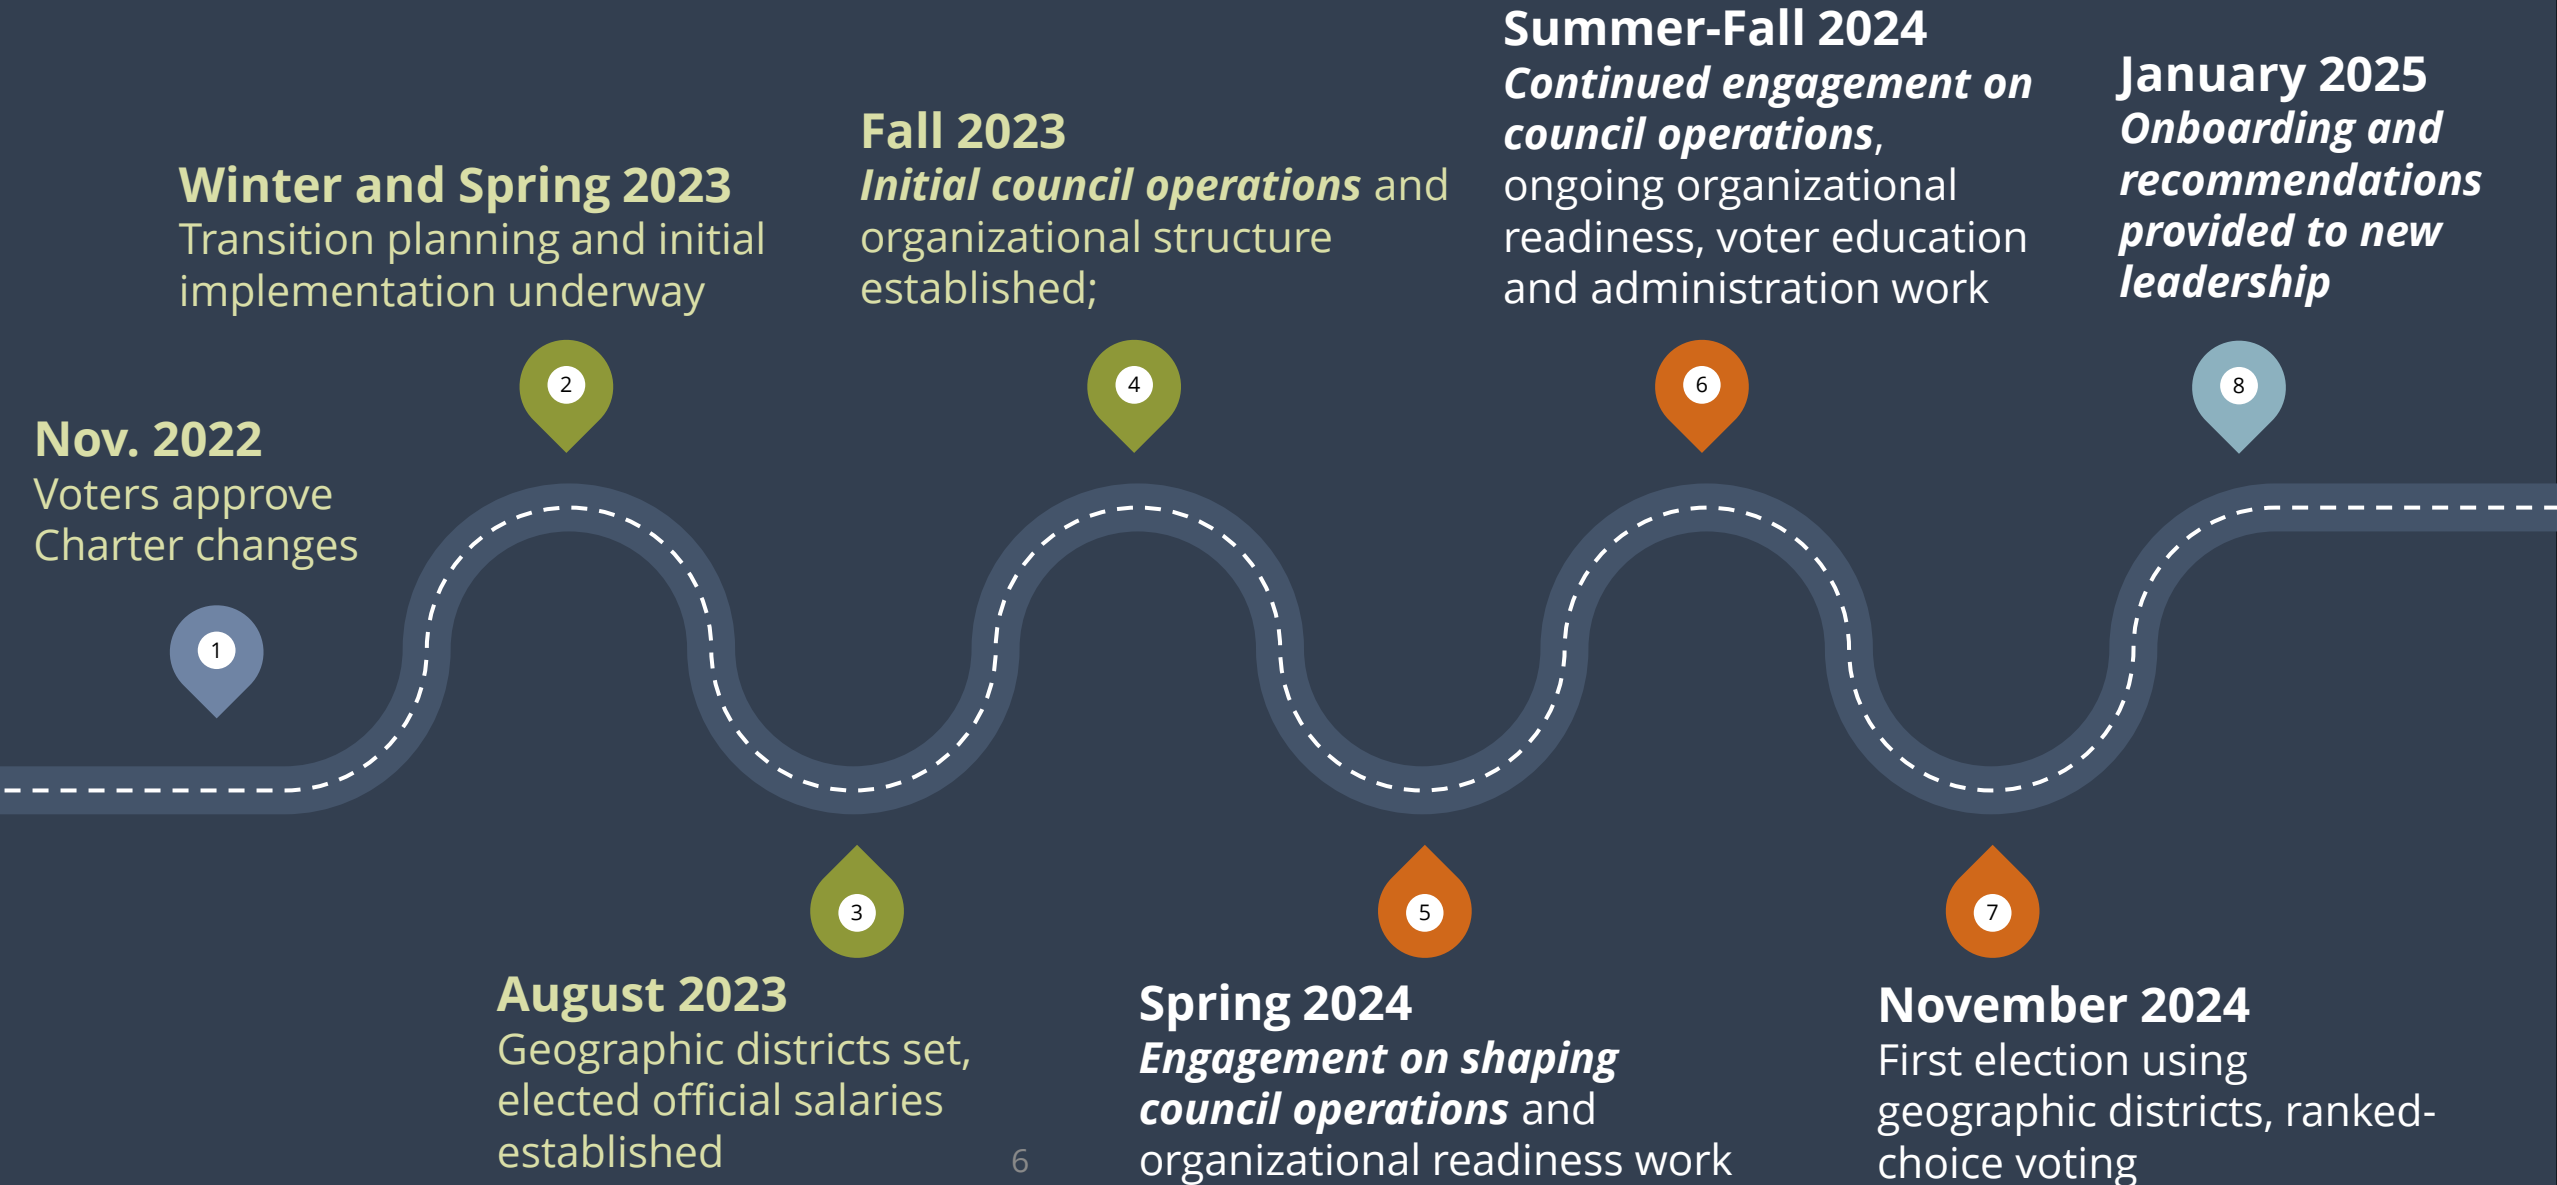 Nov. 2022
Voters approve
Charter changes
1
Winter and Spring 2023
Transition planning and initial
implementation underway
2
August 2023
Geographic districts set,
elected official salaries
established
3
Fall 2023
Initial council operations and
organizational structure
established;
4
Spring 2024
Engagement on shaping
council operations and
organizational readiness work
5
Summer-Fall 2024
Continued engagement on
council operations,
ongoing organizational
readiness, voter education
and administration work
6
November 2024
First election using
geographic districts, ranked-
choice voting
7
January 2025
Onboarding and
recommendations
provided to new
leadership
8
6